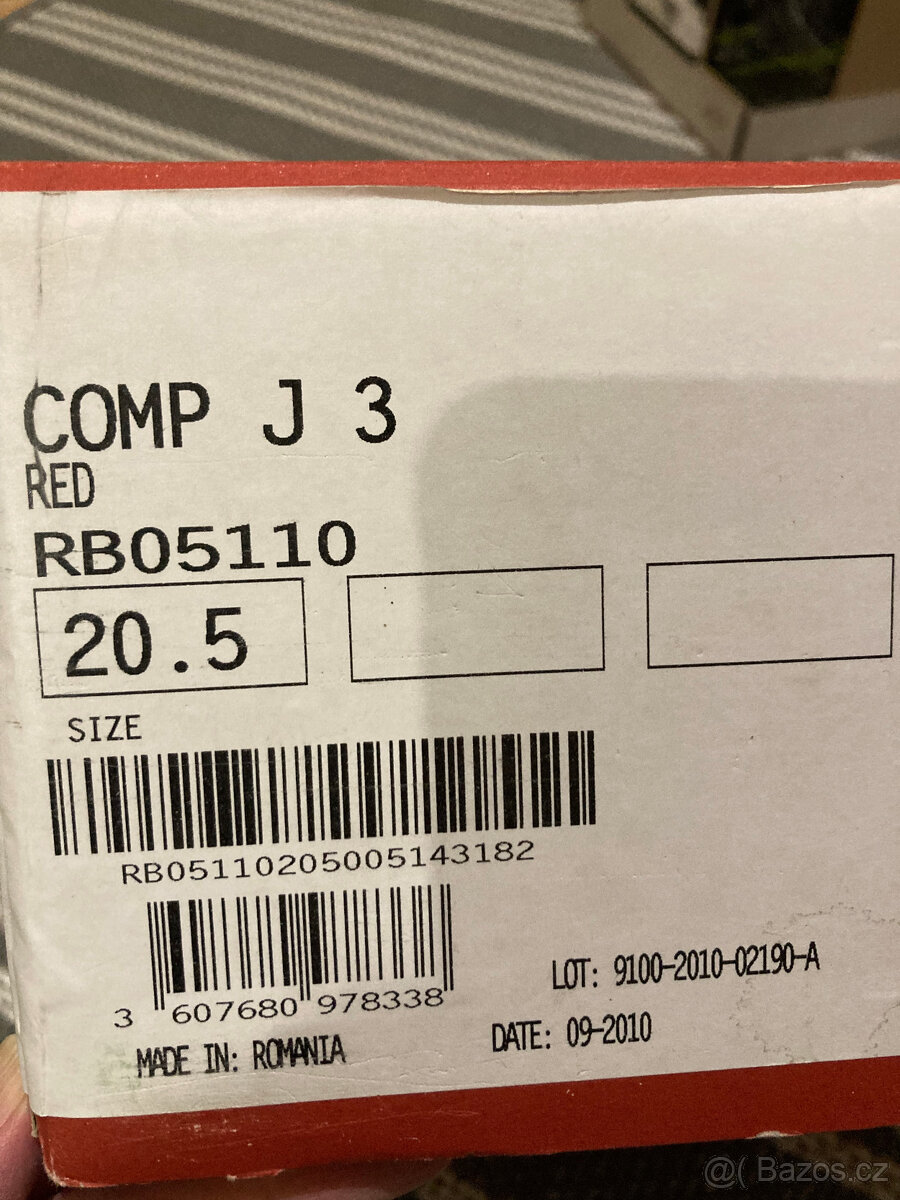 COMP J 3
RED
RB05110
20.5
SIZE
RB05110205005143182
3 607680 978338
LOT: 9100-2010-02190-A
DATE: 09-2010
MADE IN: ROMANIA
@( Bazos.cz